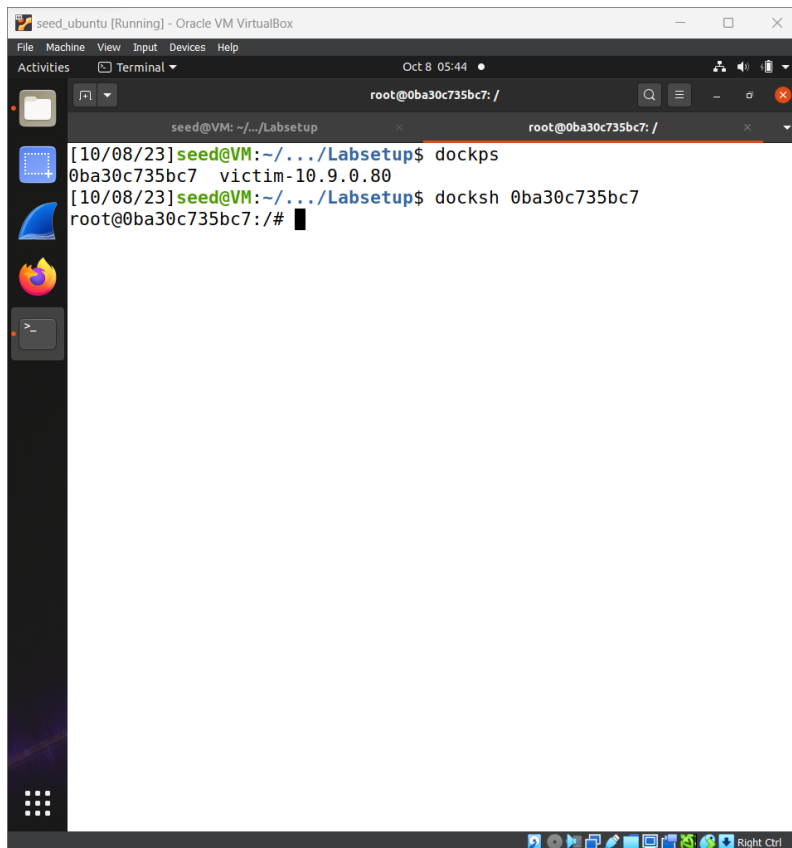 seed_ubuntu [Running] - Oracle VM VirtualBox
File Machine View Input Devices Help
Activities Terminal Oct 8 05:44
root@0ba30c735bc7: /
seed@VM: ~/.../Labsetup root@0ba30c735bc7: /
[10/08/23]seed@VM:~/.../Labsetup$ dockps
0ba30c735bc7 victim-10.9.0.80
[10/08/23]seed@VM:~/.../Labsetup$ docksh 0ba30c735bc7
root@0ba30c735bc7:/#
Right Ctrl